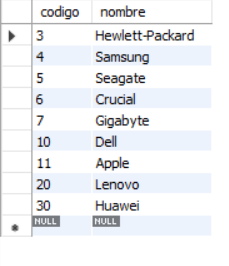 codigo nombre
3 Hewlett-Packard
4 Samsung
5 Seagate
6 Crucial
7 Gigabyte
10 Dell
11 Apple
20 Lenovo
30 Huawei
NULL NULL